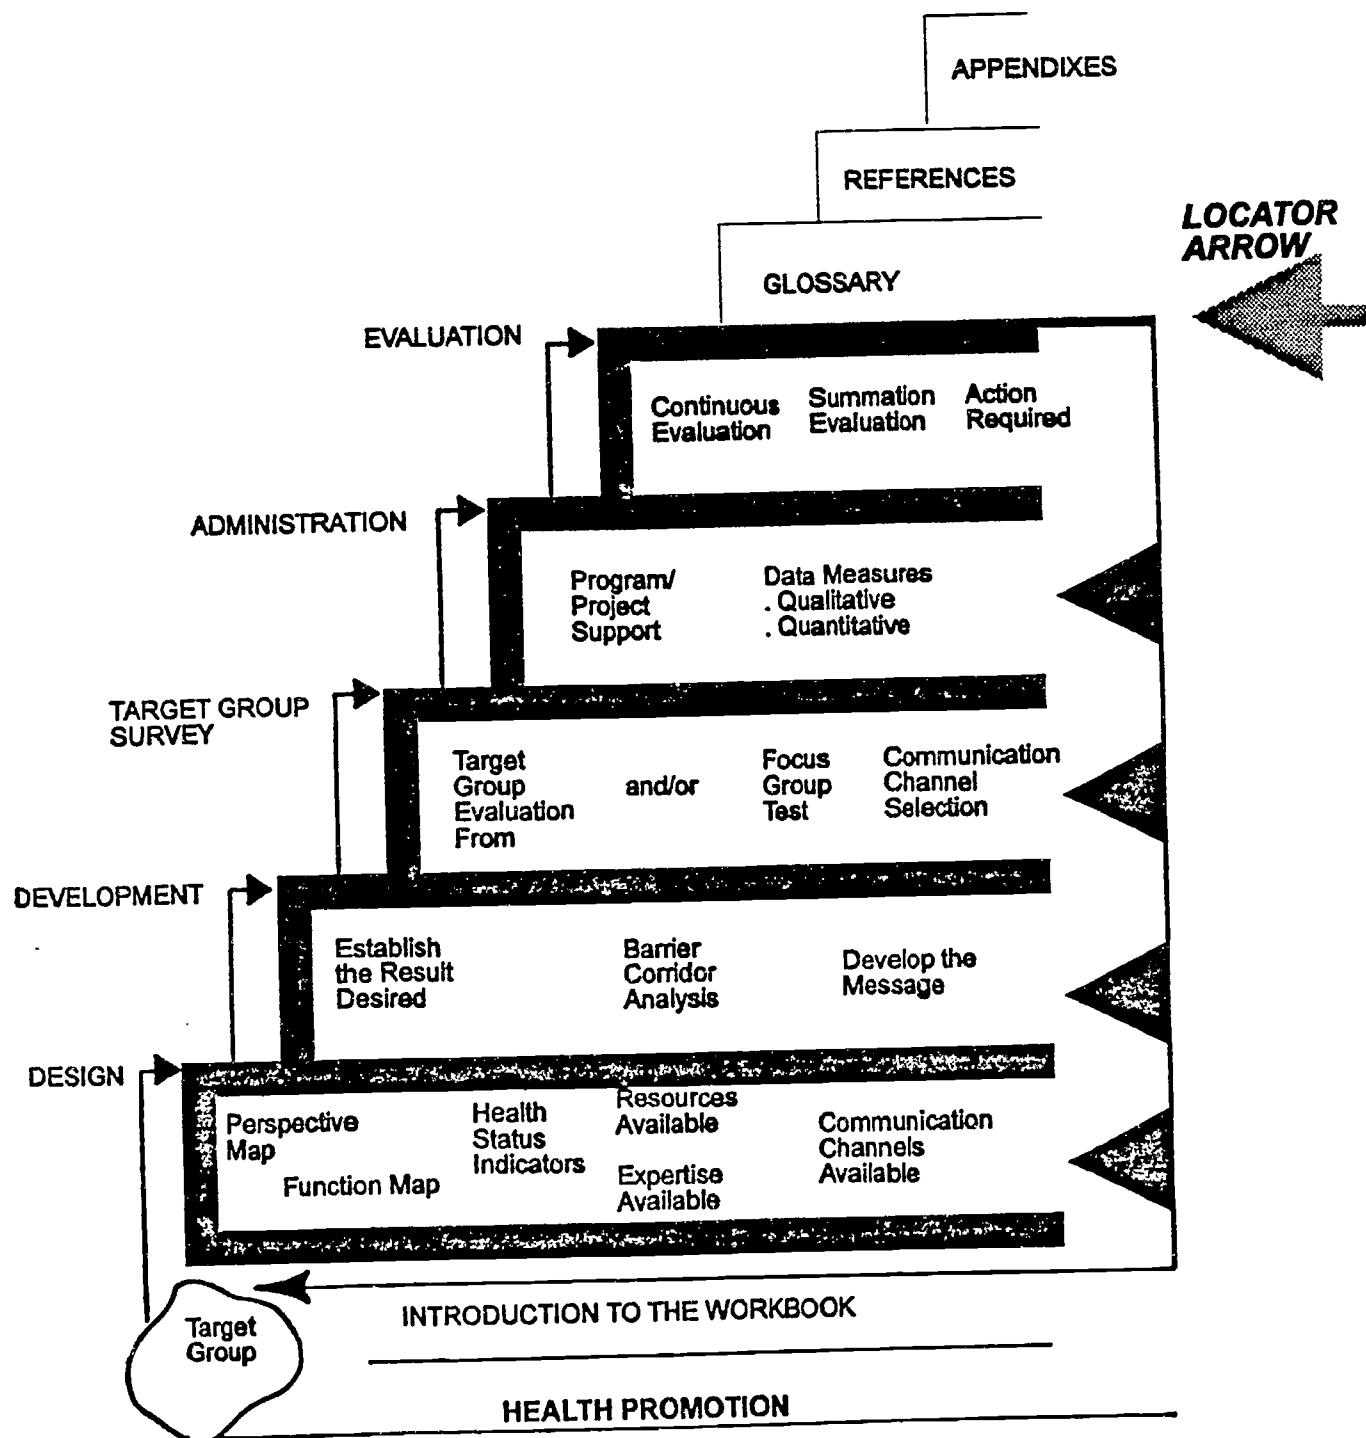 APPENDIXES
REFERENCES
LOCATOR
ARROW
GLOSSARY
EVALUATION
Continuous
Evaluation
Summation
Evaluation
Action
Required
ADMINISTRATION
Program/
Project
Support
Data Measures
. Qualitative
. Quantitative
TARGET GROUP
SURVEY
Target
Group
Evaluation
From
and/or
Focus
Group
Test
Communication
Channel
Selection
DEVELOPMENT
Establish
the Result
Desired
Barrier
Corridor
Analysis
Develop the
Message
DESIGN
Perspective
Map
Function Map
Health
Status
Indicators
Resources
Available
Expertise
Available
Communication
Channels
Available
Target
Group
INTRODUCTION TO THE WORKBOOK
HEALTH PROMOTION